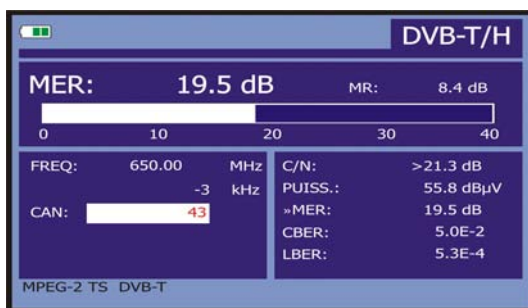 DVB-T/H
MER: 19.5 dB MR: 8.4 dB
0 10 20 30 40
FREQ: 650.00 MHz
-3 kHz
CAN: 43
C/N: >21.3 dB
PUISS.: 55.8 dBµV
»MER: 19.5 dB
CBER: 5.0E-2
LBER: 5.3E-4
MPEG-2 TS DVB-T